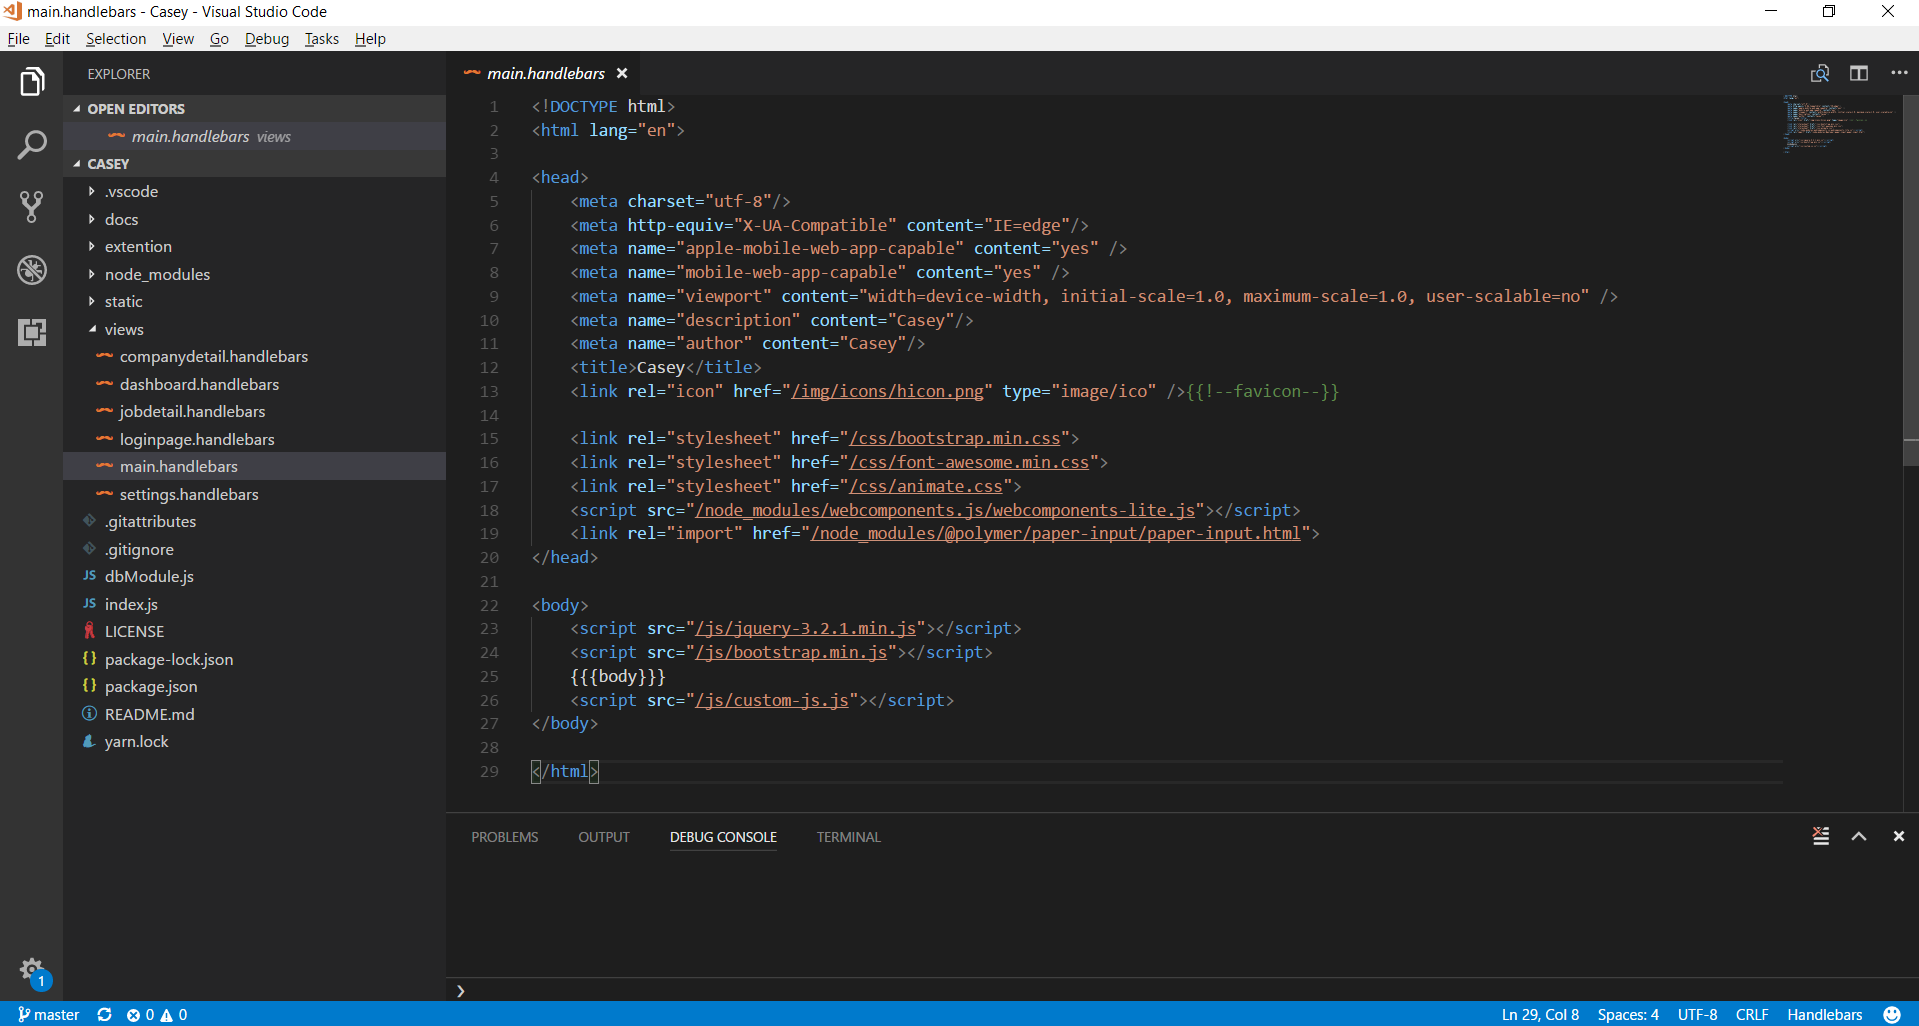 main.handlebars - Casey - Visual Studio Code
File Edit Selection View Go Debug Tasks Help
EXPLORER
OPEN EDITORS
main.handlebars views
CASEY
.vscode
docs
extention
node_modules
static
views
companydetail.handlebars
dashboard.handlebars
jobdetail.handlebars
loginpage.handlebars
main.handlebars
settings.handlebars
.gitattributes
.gitignore
JS dbModule.js
JS index.js
LICENSE
{} package-lock.json
{} package.json
README.md
yarn.lock
1
main.handlebars
1 <!DOCTYPE html>
2 <html lang="en">
3
4 <head>
5     <meta charset="utf-8"/>
6     <meta http-equiv="X-UA-Compatible" content="IE=edge"/>
7     <meta name="apple-mobile-web-app-capable" content="yes" />
8     <meta name="mobile-web-app-capable" content="yes" />
9     <meta name="viewport" content="width=device-width, initial-scale=1.0, maximum-scale=1.0, user-scalable=no" />
10     <meta name="description" content="Casey"/>
11     <meta name="author" content="Casey"/>
12     <title>Casey</title>
13     <link rel="icon" href="/img/icons/hicon.png" type="image/ico" />{{!--favicon--}}
14
15     <link rel="stylesheet" href="/css/bootstrap.min.css">
16     <link rel="stylesheet" href="/css/font-awesome.min.css">
17     <link rel="stylesheet" href="/css/animate.css">
18     <script src="/node_modules/webcomponents.js/webcomponents-lite.js"></script>
19     <link rel="import" href="/node_modules/@polymer/paper-input/paper-input.html">
20 </head>
21
22 <body>
23     <script src="/js/jquery-3.2.1.min.js"></script>
24     <script src="/js/bootstrap.min.js"></script>
25     {{{body}}}
26     <script src="/js/custom-js.js"></script>
27 </body>
28
29 </html>
PROBLEMS OUTPUT DEBUG CONSOLE TERMINAL
master 0 0 Ln 29, Col 8 Spaces: 4 UTF-8 CRLF Handlebars